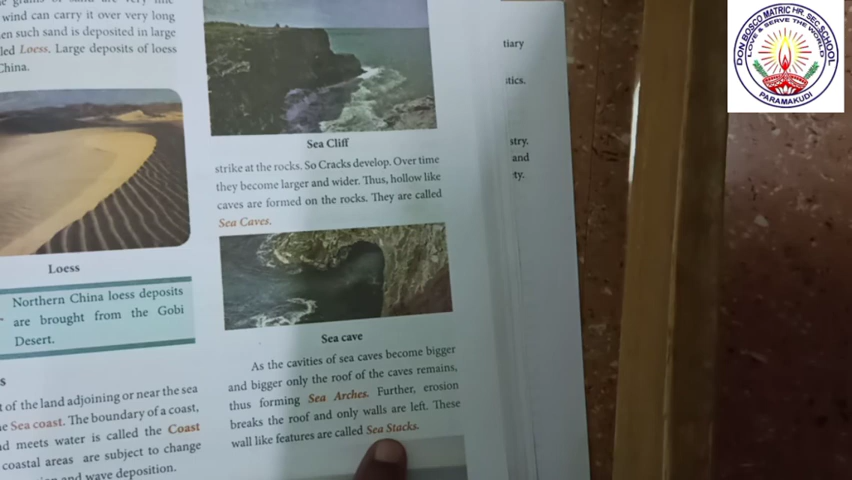 wind can carry it over very long
en such sand is deposited in large
led Loess. Large deposits of loess
China.
Loess
Northern China loess deposits
are brought from the Gobi
Desert.
t of the land adjoining or near the sea
e Sea coast. The boundary of a coast,
d meets water is called the Coast
coastal areas are subject to change
and wave deposition.
Sea Cliff
strike at the rocks. So Cracks develop. Over time
they become larger and wider. Thus, hollow like
caves are formed on the rocks. They are called
Sea Caves.
Sea cave
As the cavities of sea caves become bigger
and bigger only the roof of the caves remains,
thus forming Sea Arches. Further, erosion
breaks the roof and only walls are left. These
wall like features are called Sea Stacks.
tiary
stics.
stry.
and
ty.
DON BOSCO MATRIC HR. SEC SCHOOL
LOVE & SERVE THE WORLD
PARAMAKUDI